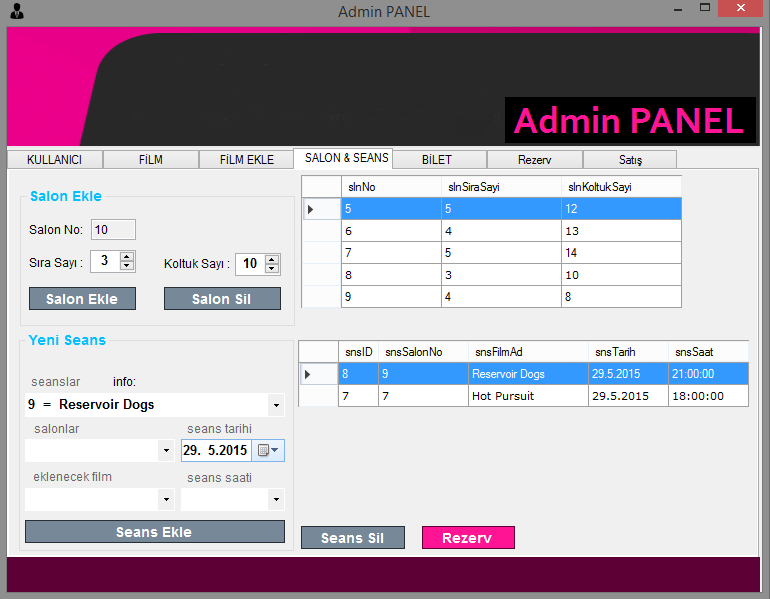 Admin PANEL
Admin PANEL
KULLANICI FİLM FİLM EKLE SALON & SEANS BİLET Rezerv Satış
Salon Ekle
Salon No: 10
Sıra Sayı : 3 Koltuk Sayı : 10
Salon Ekle Salon Sil
slnNo slnSiraSayi slnKoltukSayi
5 5 12
6 4 13
7 5 14
8 3 10
9 4 8
Yeni Seans
seanslar info:
9 = Reservoir Dogs
salonlar seans tarihi
29. 5.2015
eklenecek film seans saati
Seans Ekle
snsID snsSalonNo snsFilmAd snsTarih snsSaat
8 9 Reservoir Dogs 29.5.2015 21:00:00
7 7 Hot Pursuit 29.5.2015 18:00:00
Seans Sil Rezerv